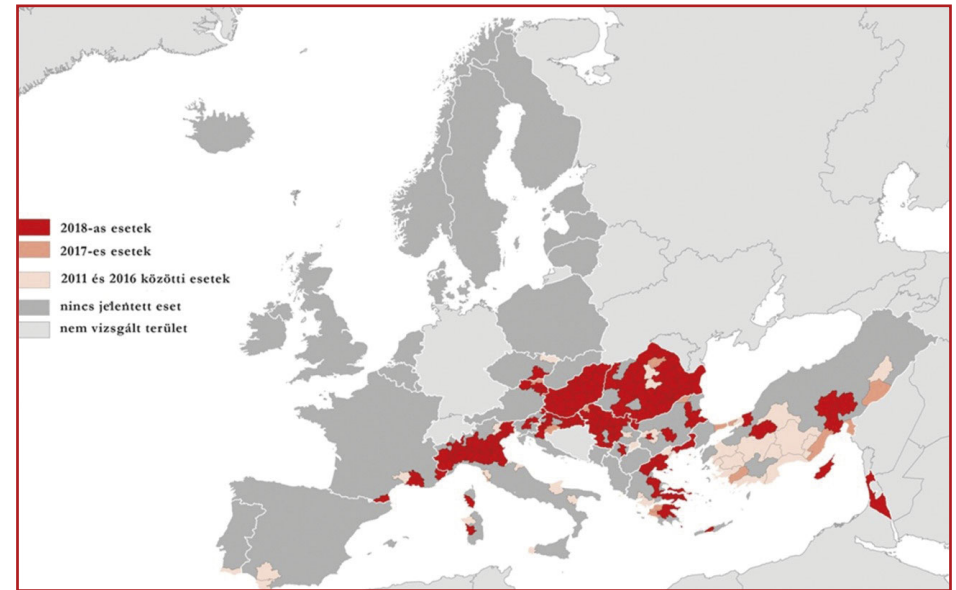 2018-as esetek
2017-es esetek
2011 és 2016 közötti esetek
nincs jelentett eset
nem vizsgált terület